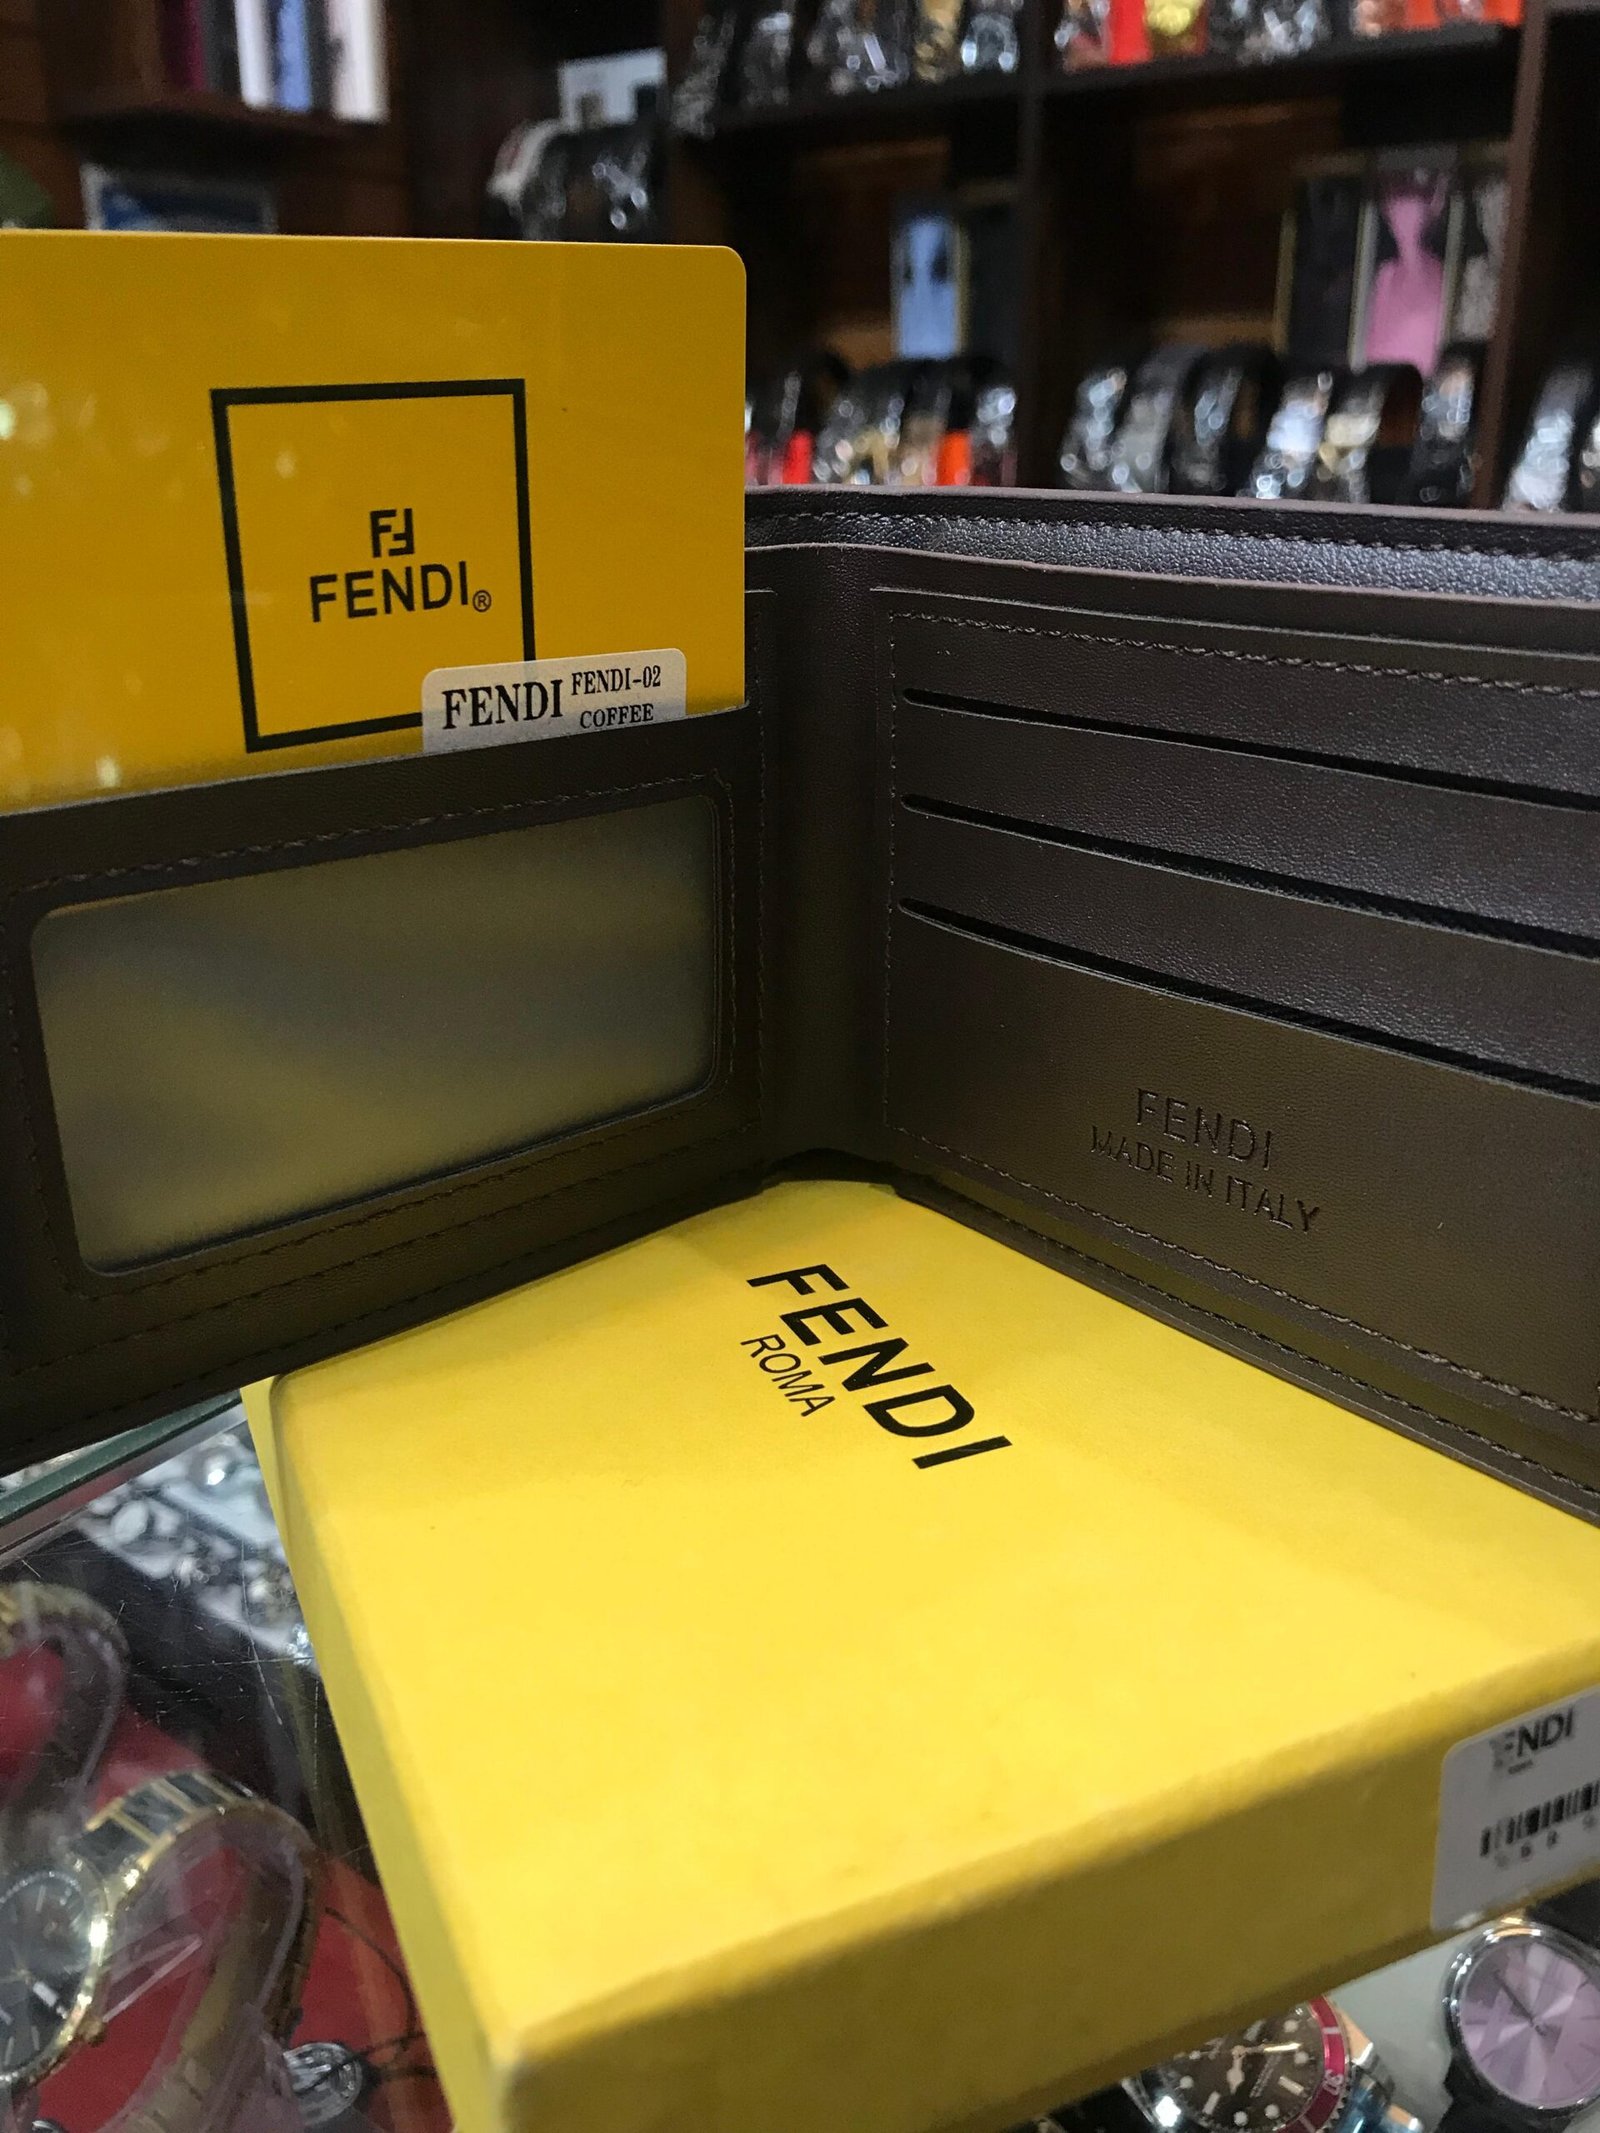 FF
FENDI®
FENDI FENDI-02
COFFEE
FENDI
MADE IN ITALY
FENDI
ROMA
FENDI